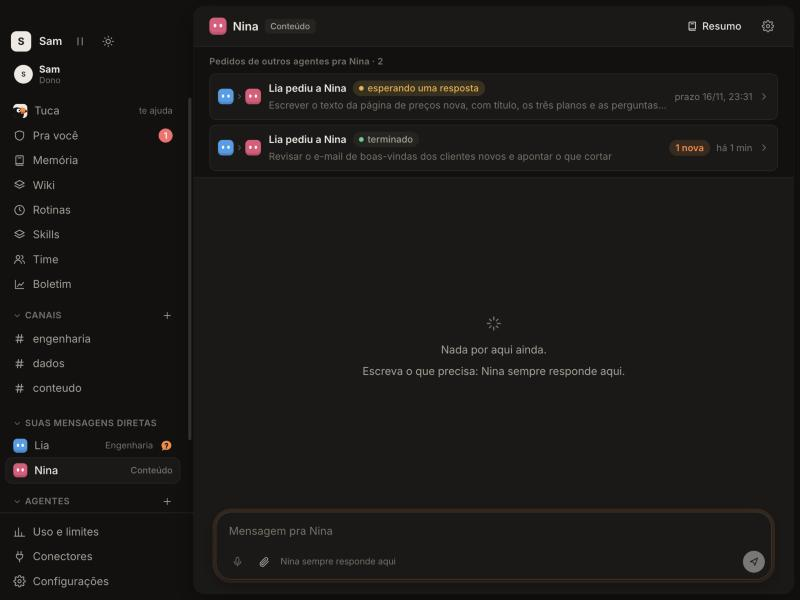 S Sam
S Sam
Dono
Tuca te ajuda
Pra você 1
Memória
Wiki
Rotinas
Skills
Time
Boletim
CANAIS +
# engenharia
# dados
# conteudo
SUAS MENSAGENS DIRETAS
Lia Engenharia ?
Nina Conteúdo
AGENTES +
Uso e limites
Conectores
Configurações
Nina Conteúdo Resumo
Pedidos de outros agentes pra Nina · 2
Lia pediu a Nina esperando uma resposta
Escrever o texto da página de preços nova, com título, os três planos e as perguntas... prazo 16/11, 23:31
Lia pediu a Nina terminado
Revisar o e-mail de boas-vindas dos clientes novos e apontar o que cortar 1 nova há 1 min
Nada por aqui ainda.
Escreva o que precisa: Nina sempre responde aqui.
Mensagem pra Nina
Nina sempre responde aqui